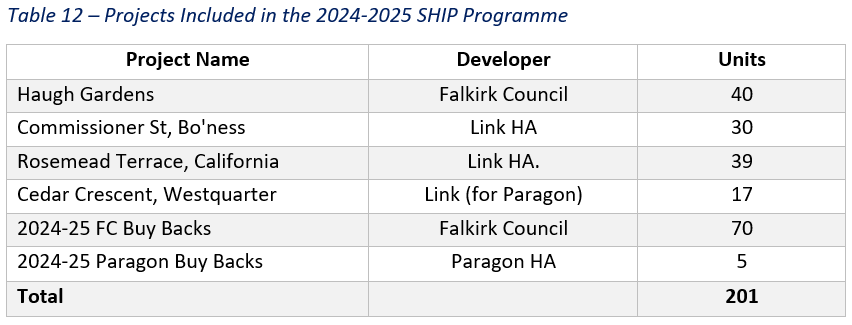 Table 12 – Projects Included in the 2024-2025 SHIP Programme
Project Name Developer Units
Haugh Gardens Falkirk Council 40
Commissioner St, Bo'ness Link HA 30
Rosemead Terrace, California Link HA. 39
Cedar Crescent, Westquarter Link (for Paragon) 17
2024-25 FC Buy Backs Falkirk Council 70
2024-25 Paragon Buy Backs Paragon HA 5
Total 201